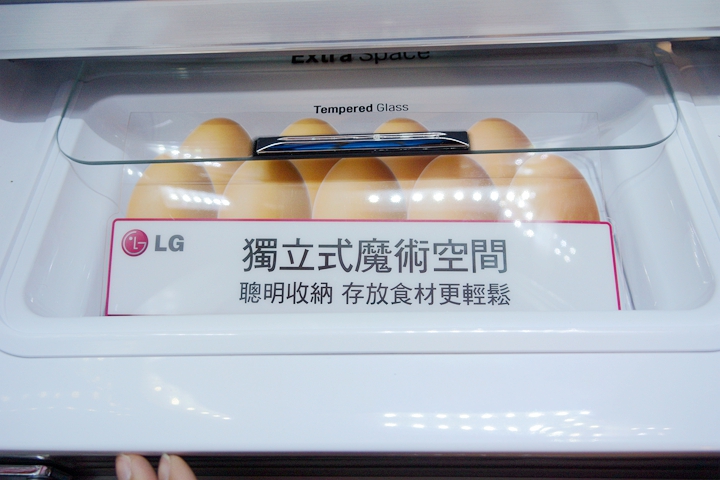 Extra Space
Tempered Glass
LG
獨立式魔術空間
聰明收納 存放食材更輕鬆